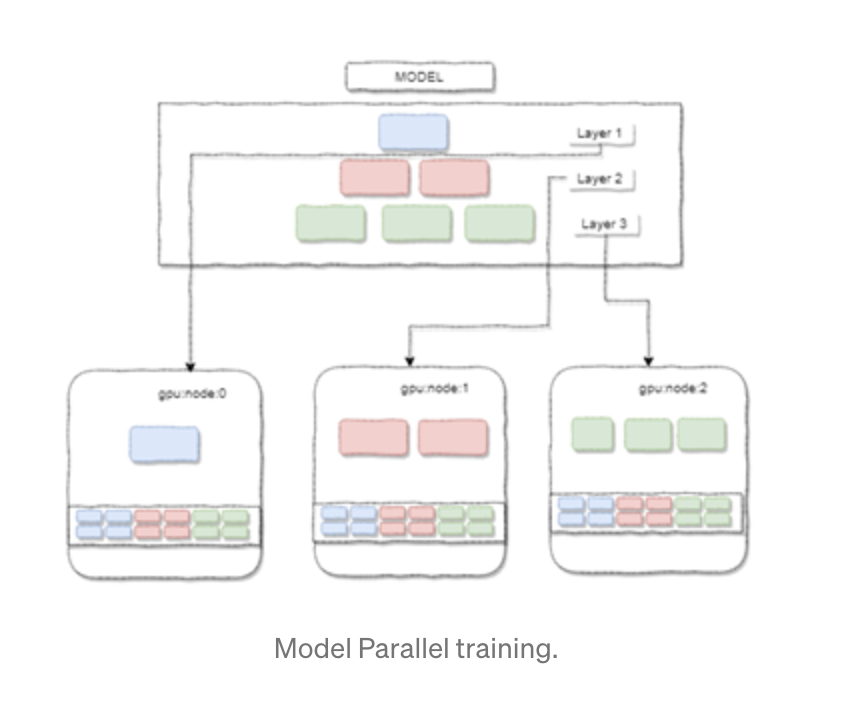 MODEL
Layer 1
Layer 2
Layer 3
gpu:node:0
gpu:node:1
gpu:node:2
Model Parallel training.